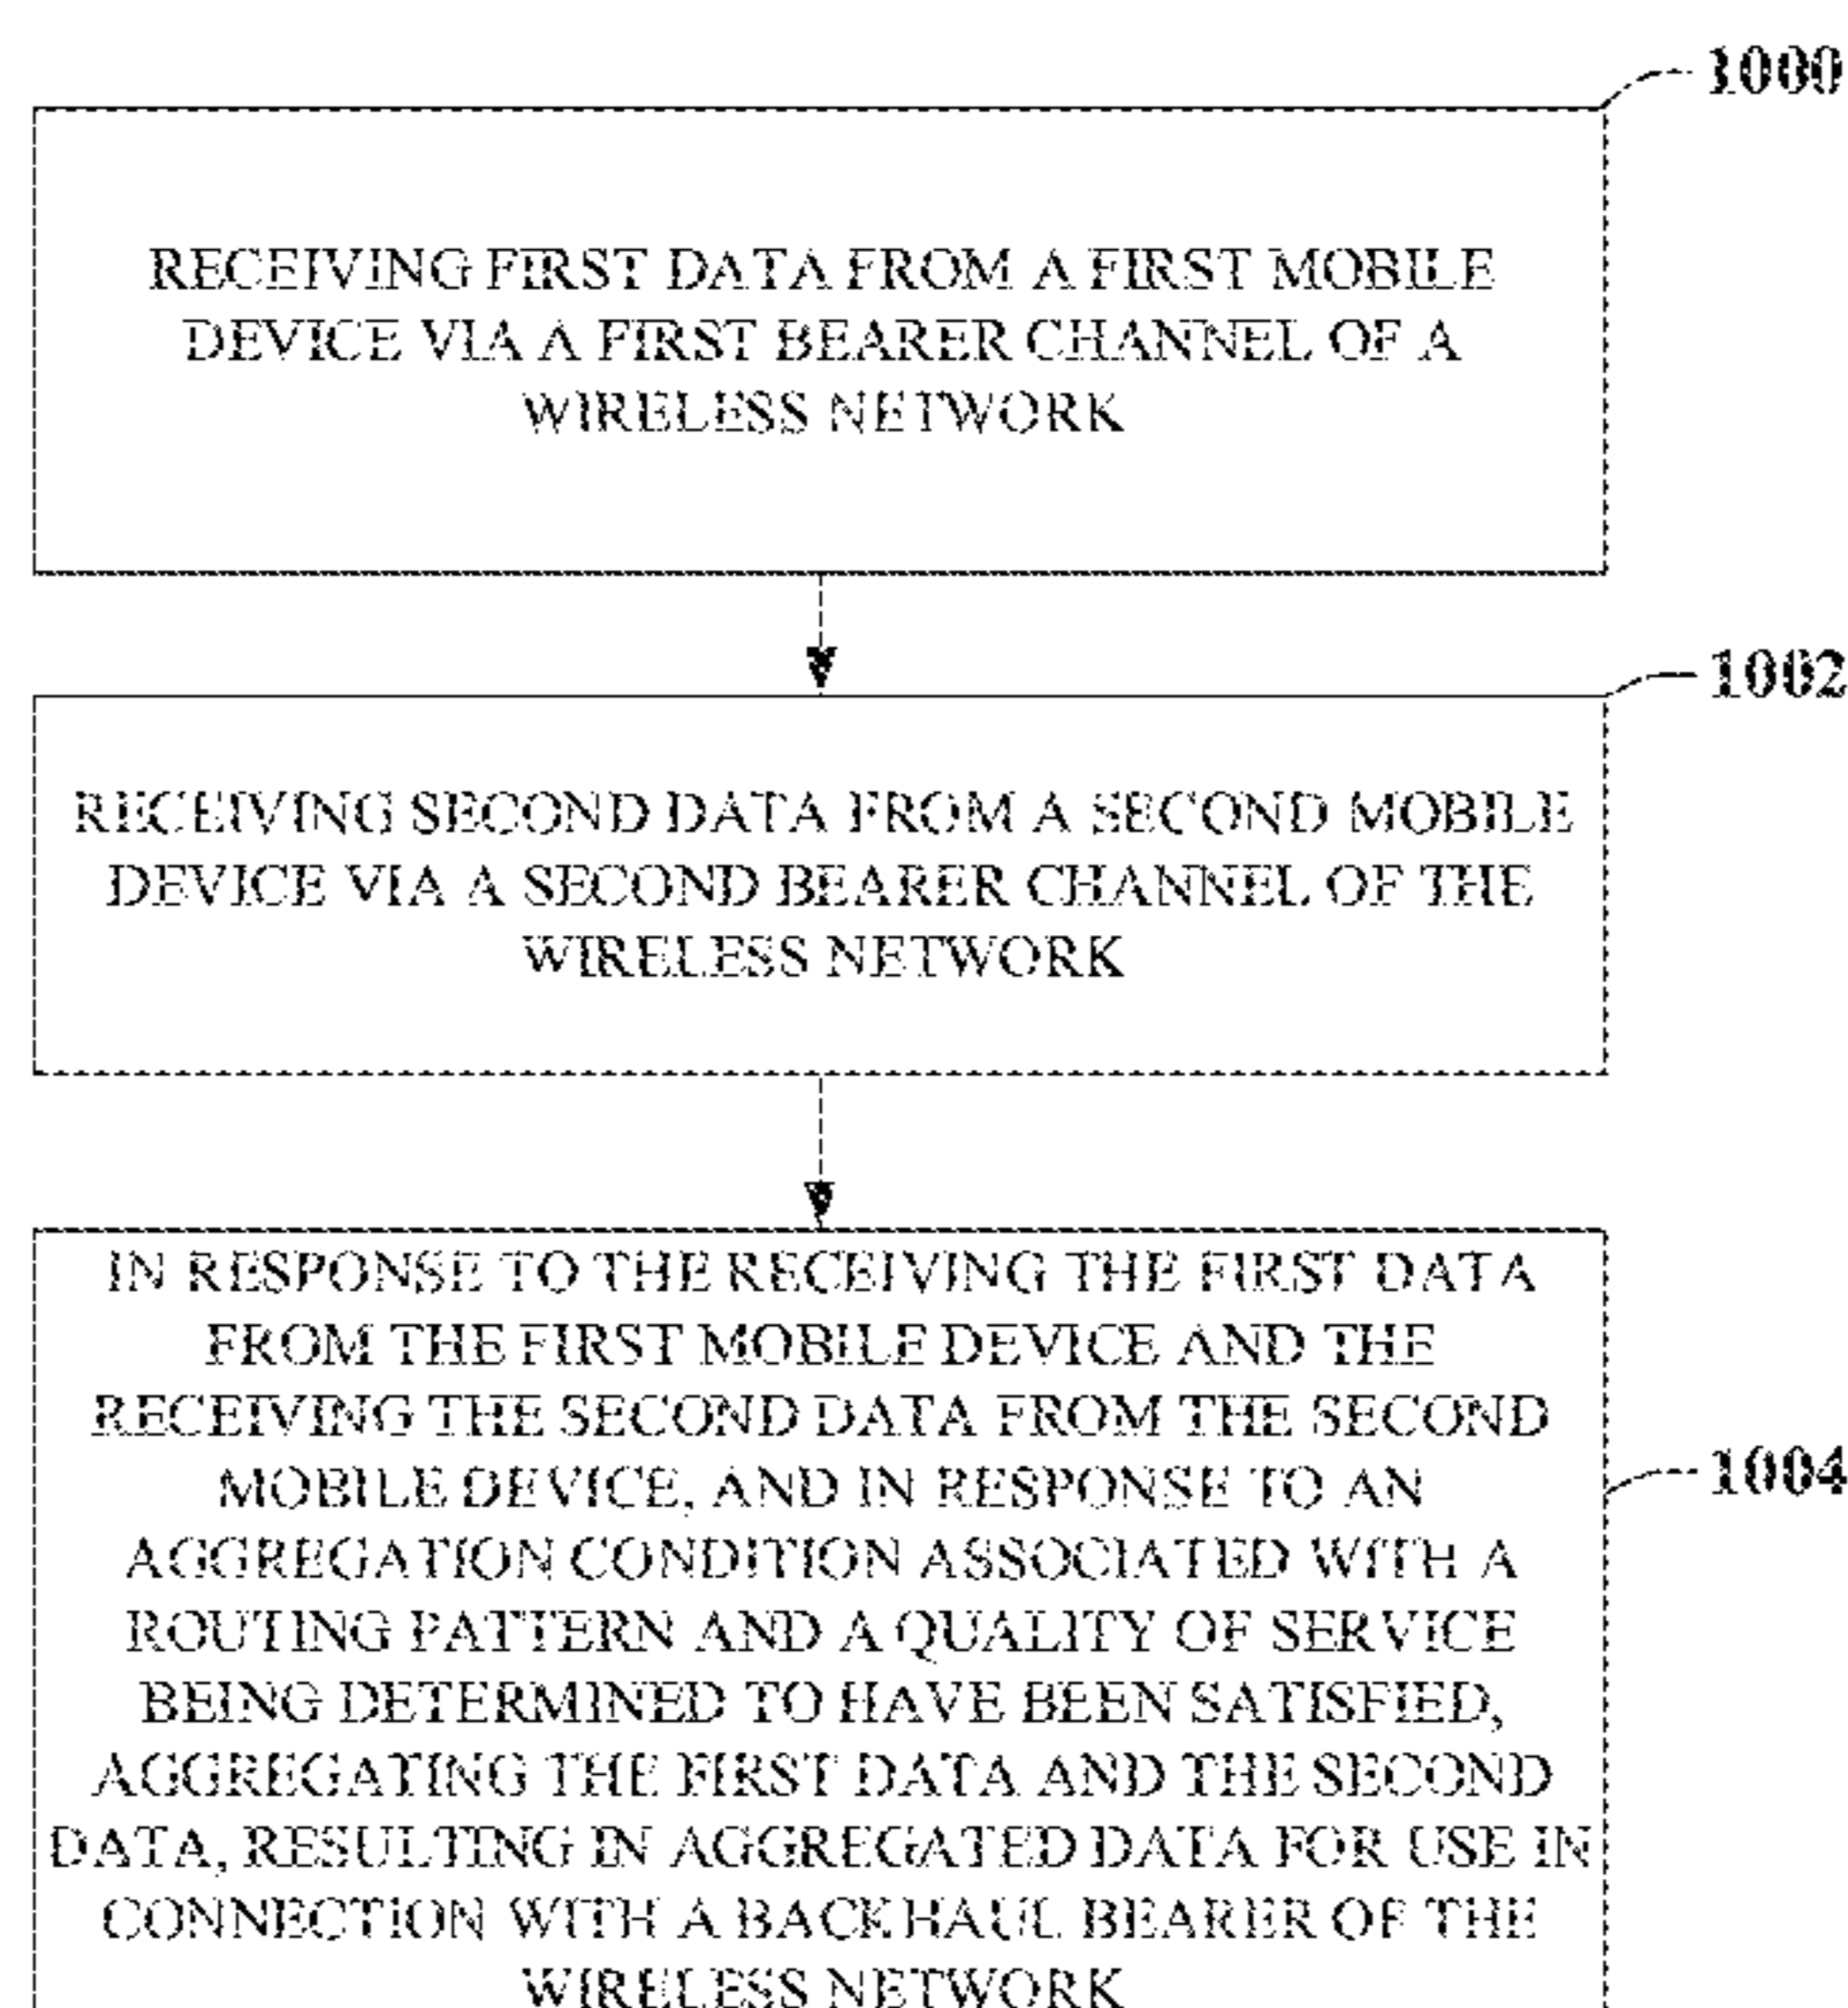 1000
RECEIVING FIRST DATA FROM A FIRST MOBILE
DEVICE VIA A FIRST BEARER CHANNEL OF A
WIRELESS NETWORK
1002
RECEIVING SECOND DATA FROM A SECOND MOBILE
DEVICE VIA A SECOND BEARER CHANNEL OF THE
WIRELESS NETWORK
1004
IN RESPONSE TO THE RECEIVING THE FIRST DATA
FROM THE FIRST MOBILE DEVICE AND THE
RECEIVING THE SECOND DATA FROM THE SECOND
MOBILE DEVICE, AND IN RESPONSE TO AN
AGGREGATION CONDITION ASSOCIATED WITH A
ROUTING PATTERN AND A QUALITY OF SERVICE
BEING DETERMINED TO HAVE BEEN SATISFIED,
AGGREGATING THE FIRST DATA AND THE SECOND
DATA, RESULTING IN AGGREGATED DATA FOR USE IN
CONNECTION WITH A BACKHAUL BEARER OF THE
WIRELESS NETWORK